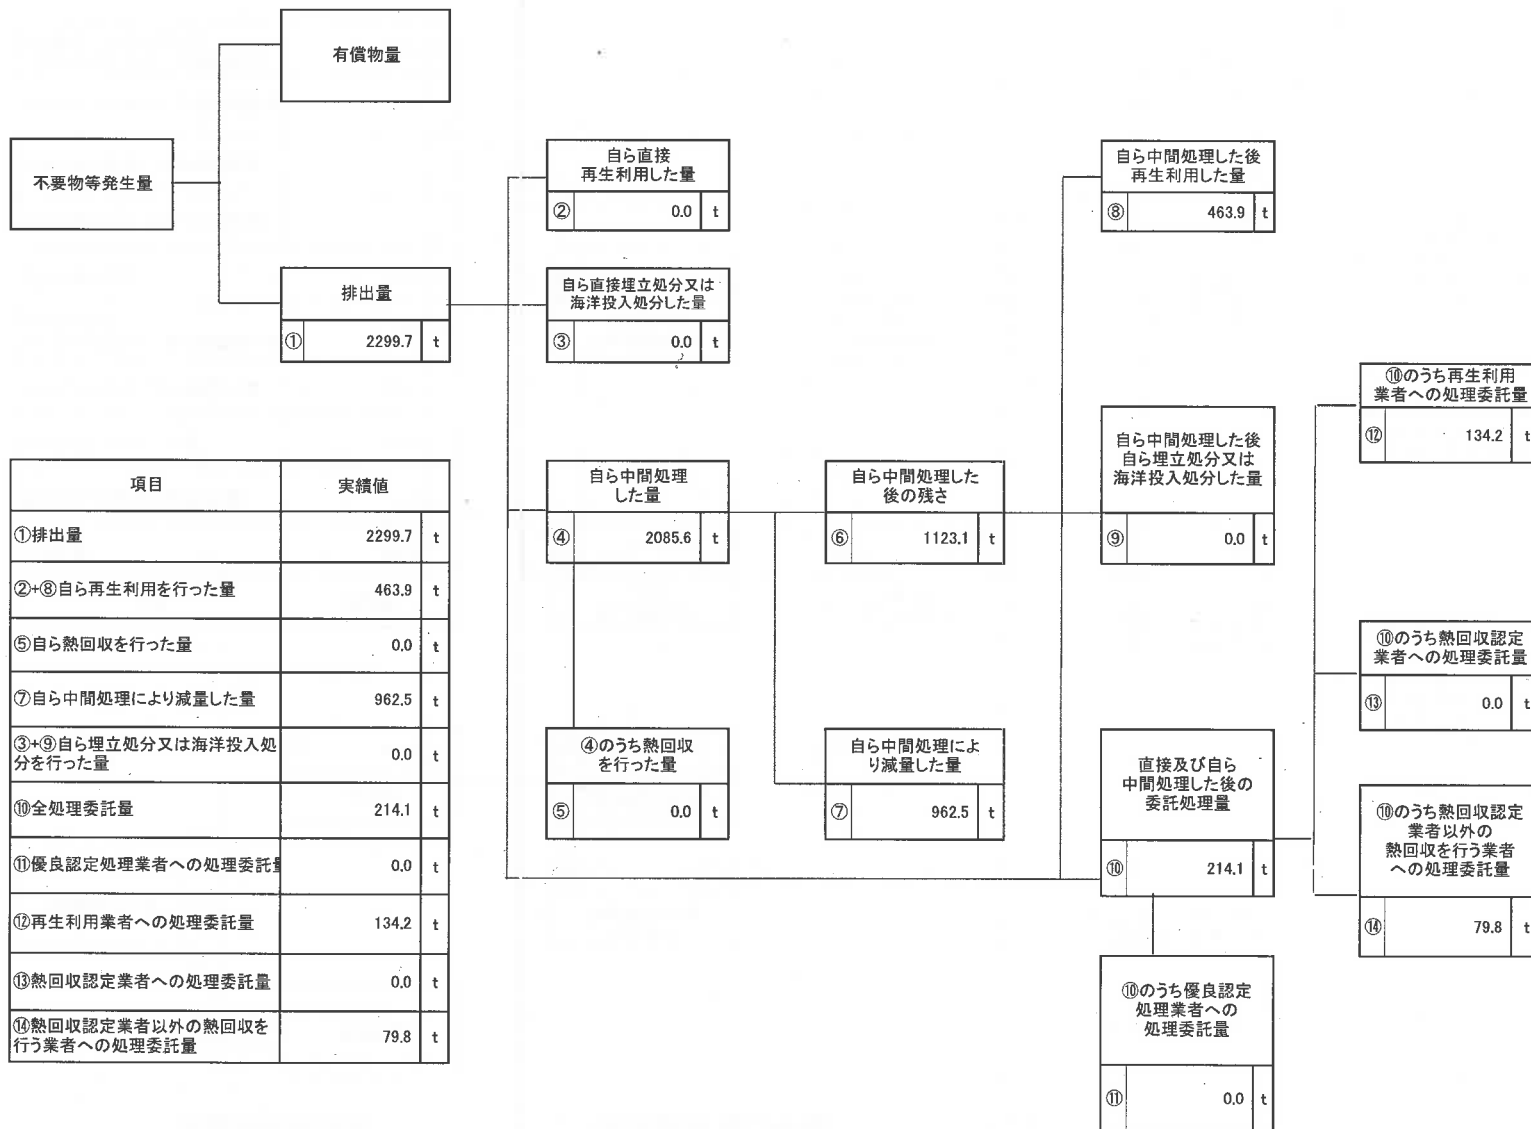 有償物量
不要物等発生量
排出量
① 2299.7 t
自ら直接
再生利用した量
② 0.0 t
自ら直接埋立処分又は
海洋投入処分した量
③ 0.0 t
自ら中間処理
した量
④ 2085.6 t
④のうち熱回収
を行った量
⑤ 0.0 t
自ら中間処理した
後の残さ
⑥ 1123.1 t
自ら中間処理によ
り減量した量
⑦ 962.5 t
自ら中間処理した後
再生利用した量
⑧ 463.9 t
自ら中間処理した後
自ら埋立処分又は
海洋投入処分した量
⑨ 0.0 t
直接及び自ら
中間処理した後の
委託処理量
⑩ 214.1 t
⑩のうち優良認定
処理業者への
処理委託量
⑪ 0.0 t
⑩のうち再生利用
業者への処理委託量
⑫ 134.2 t
⑩のうち熱回収認定
業者への処理委託量
⑬ 0.0 t
⑩のうち熱回収認定
業者以外の
熱回収を行う業者
への処理委託量
⑭ 79.8 t
項目 実績値
①排出量 2299.7 t
②+⑧自ら再生利用を行った量 463.9 t
⑤自ら熱回収を行った量 0.0 t
⑦自ら中間処理により減量した量 962.5 t
③+⑨自ら埋立処分又は海洋投入処
分を行った量 0.0 t
⑩全処理委託量 214.1 t
⑪優良認定処理業者への処理委託量 0.0 t
⑫再生利用業者への処理委託量 134.2 t
⑬熱回収認定業者への処理委託量 0.0 t
⑭熱回収認定業者以外の熱回収を
行う業者への処理委託量 79.8 t